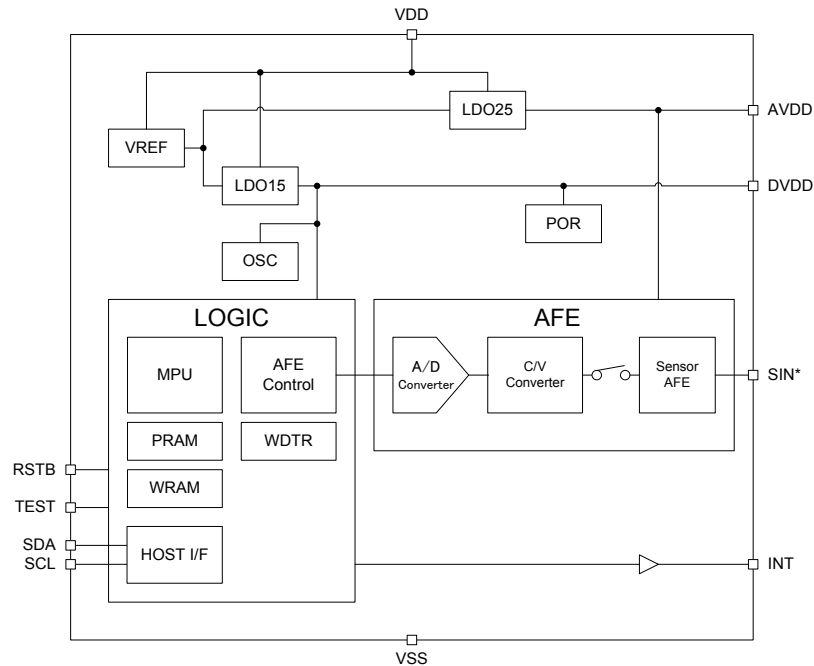 VDD
LDO25
AVDD
VREF
LDO15
DVDD
POR
OSC
LOGIC
AFE
MPU
AFE
Control
A/D
Converter
C/V
Converter
Sensor
AFE
SIN*
PRAM
WDTR
RSTB
WRAM
TEST
SDA
SCL
HOST I/F
INT
VSS